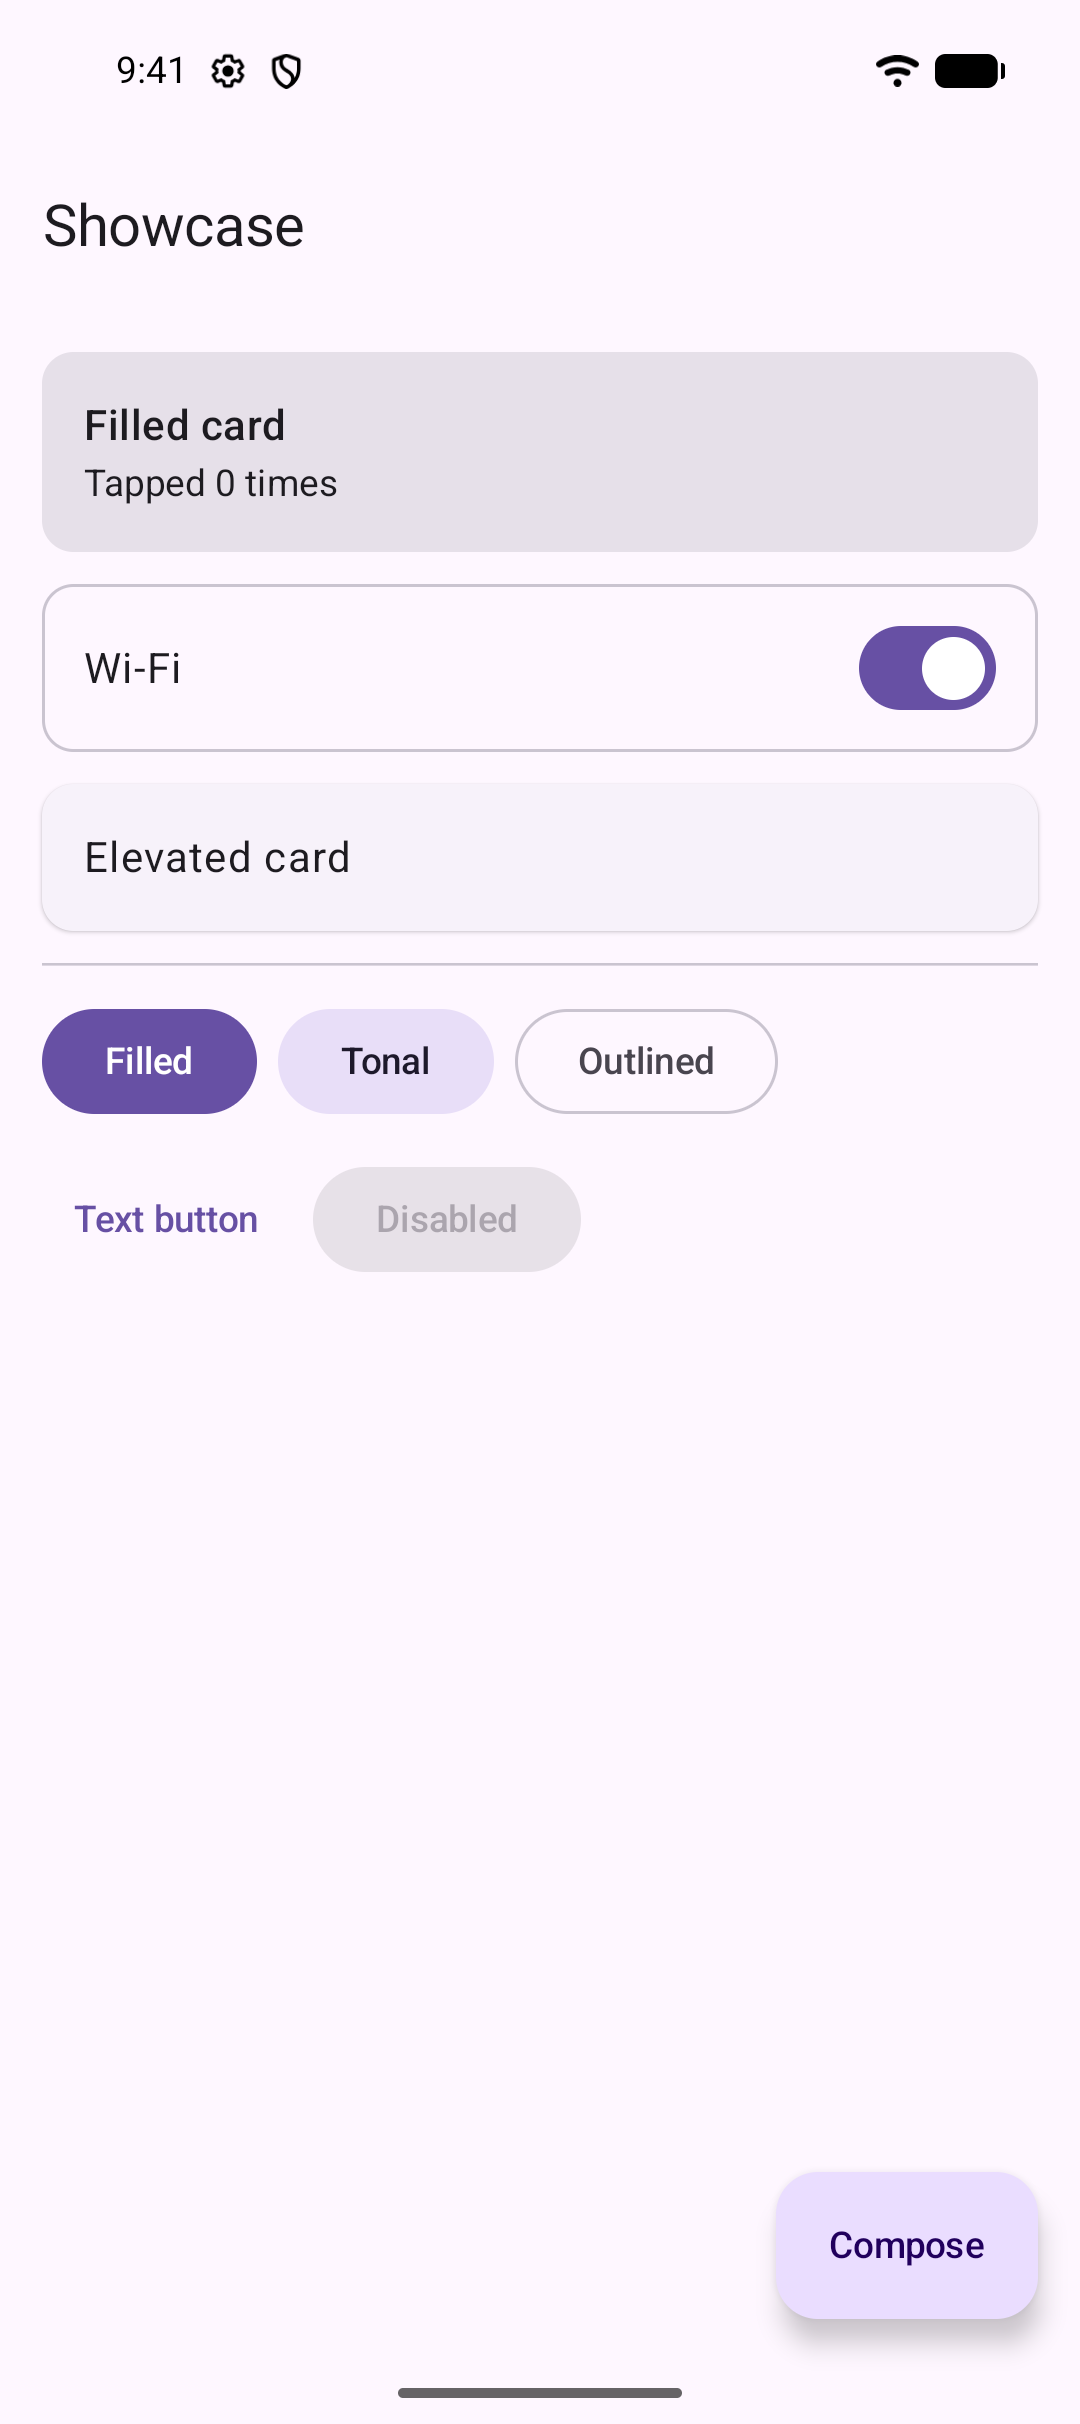 9:41
Showcase
Filled card
Tapped 0 times
Wi-Fi
Elevated card
Filled Tonal Outlined
Text button Disabled
Compose